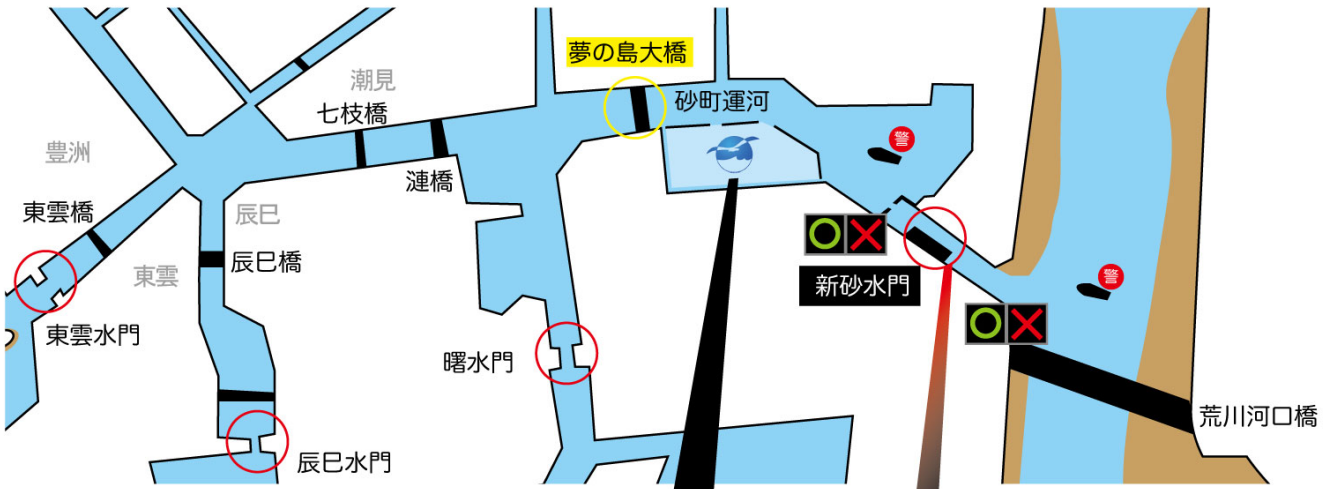 夢の島大橋
潮見
砂町運河
七枝橋
警
豊洲
漣橋
東雲橋
辰巳
辰巳橋
東雲
新砂水門
警
東雲水門
曙水門
荒川河口橋
辰巳水門